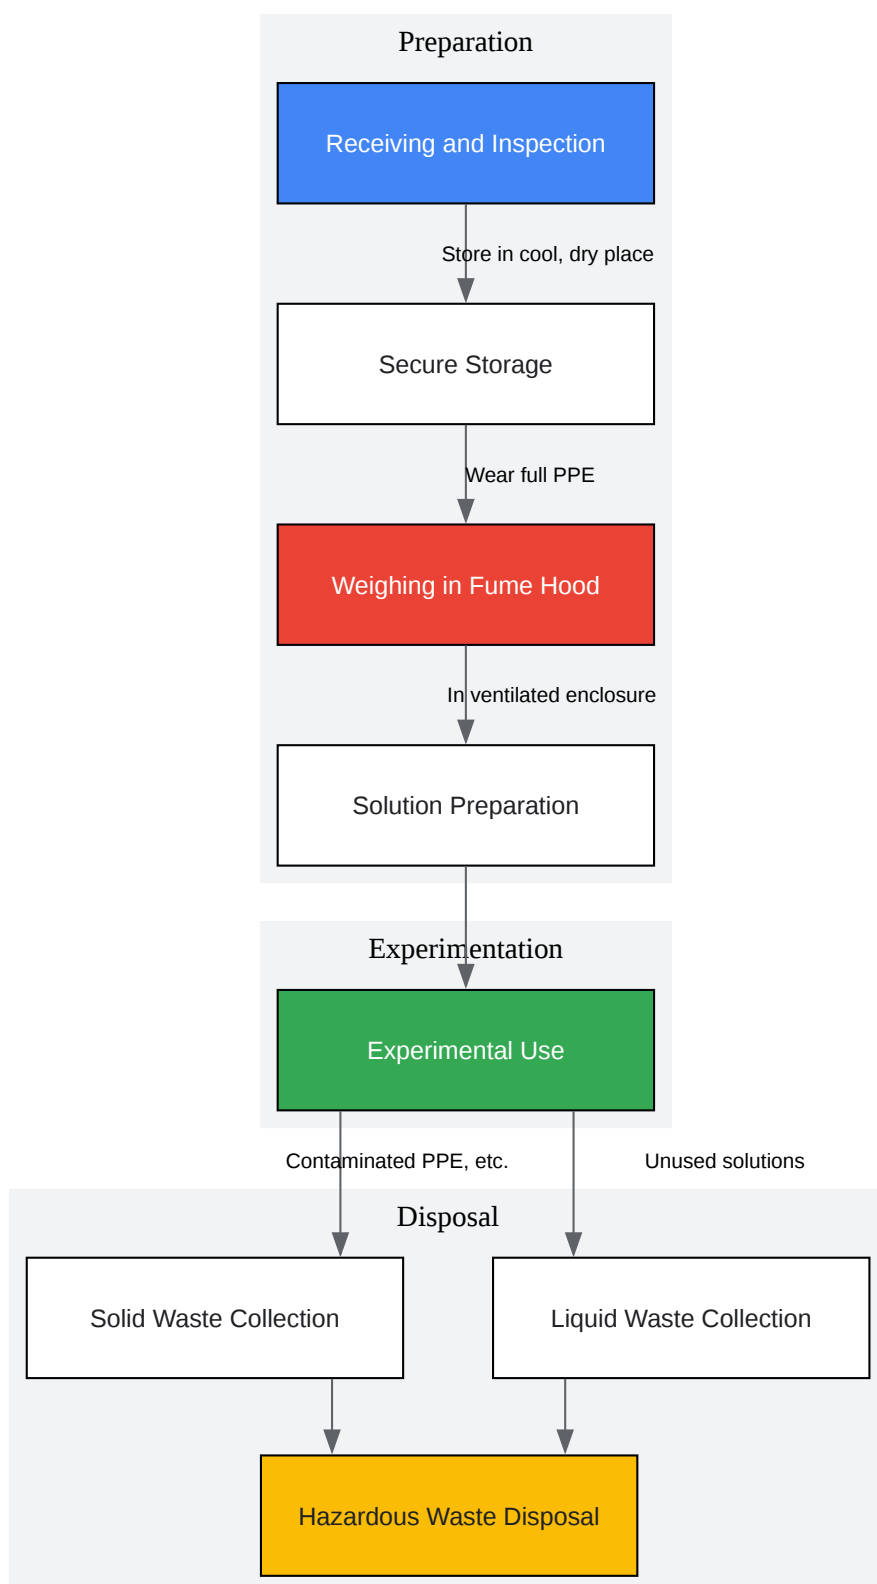 Preparation
Receiving and Inspection
Store in cool, dry place
Secure Storage
Wear full PPE
Weighing in Fume Hood
In ventilated enclosure
Solution Preparation
Experimentation
Experimental Use
Contaminated PPE, etc.
Unused solutions
Disposal
Solid Waste Collection
Liquid Waste Collection
Hazardous Waste Disposal